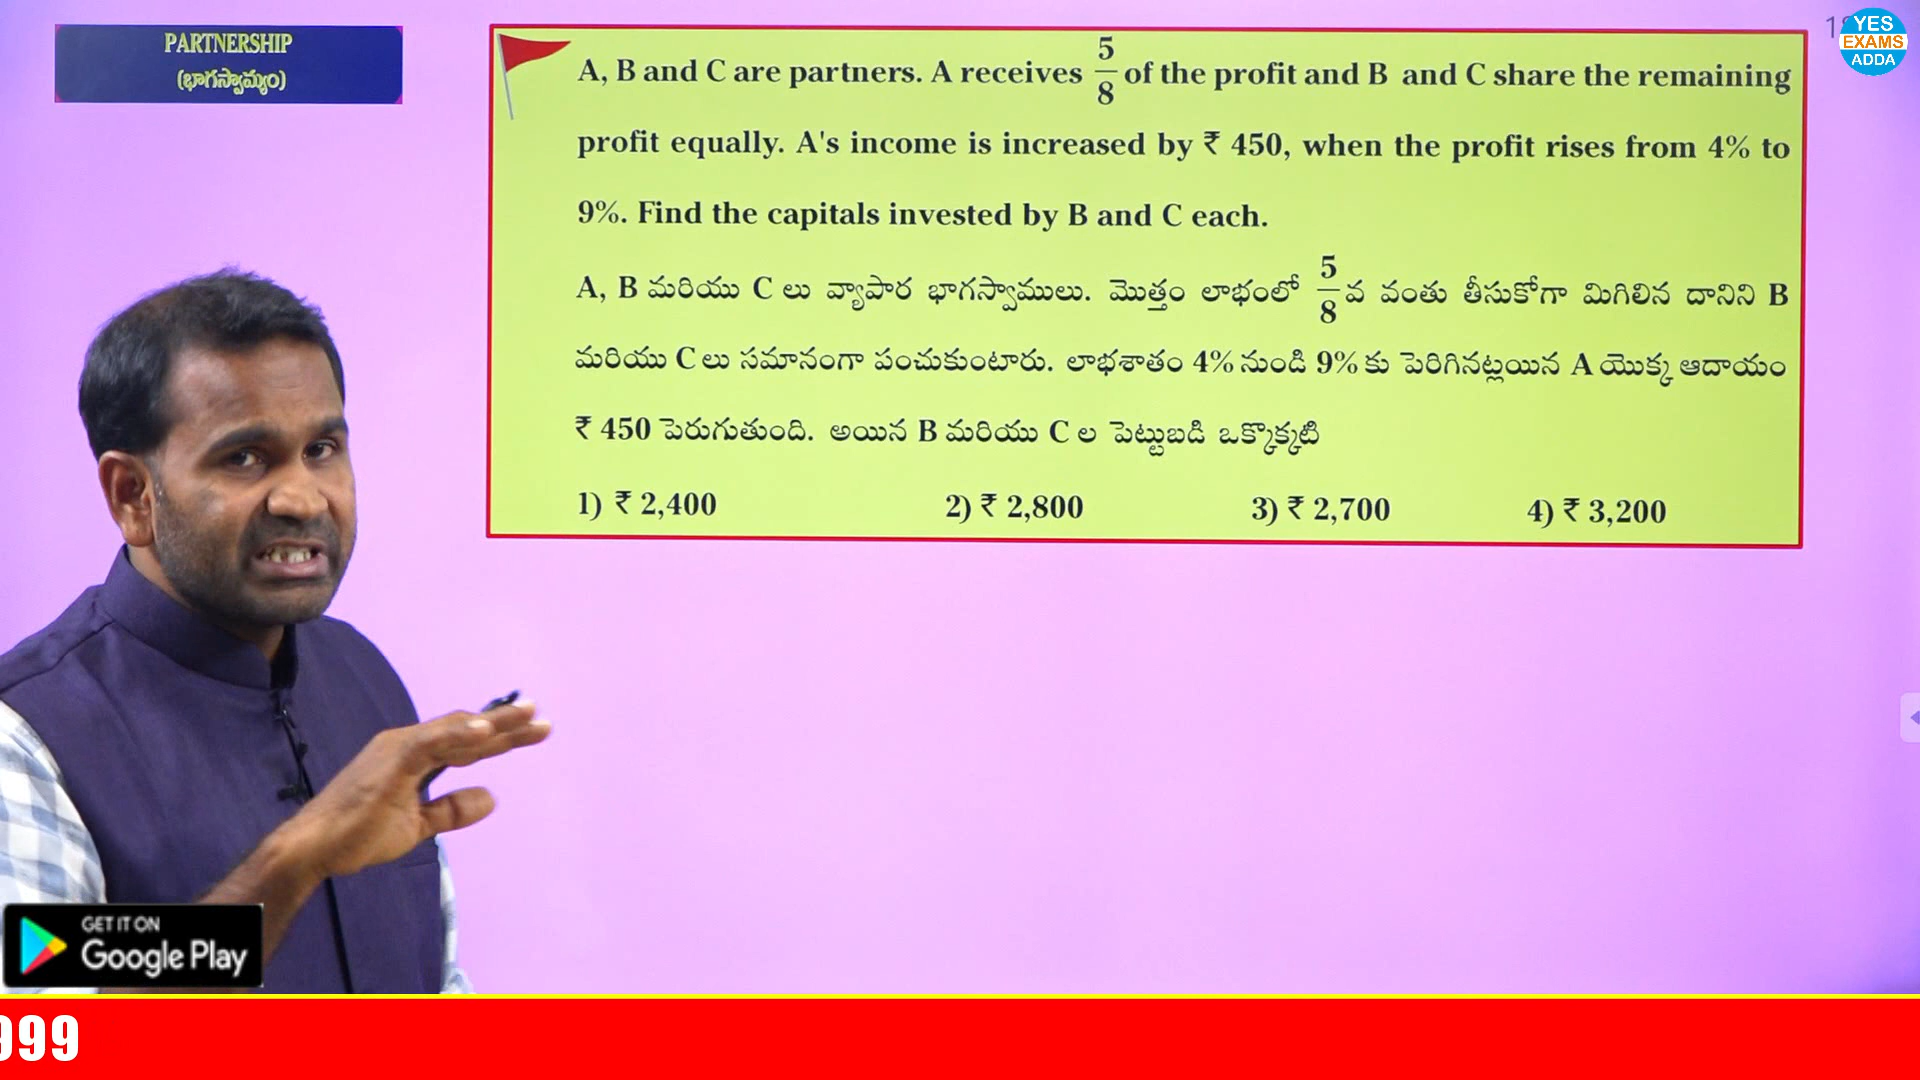 PARTNERSHIP
(భాగస్వామ్యం)
YES
EXAMS
ADDA
A, B and C are partners. A receives 5/8 of the profit and B and C share the remaining
profit equally. A's income is increased by ₹ 450, when the profit rises from 4% to
9%. Find the capitals invested by B and C each.
A, B మరియు C లు వ్యాపార భాగస్వాములు. మొత్తం లాభంలో 5/8 వ వంతు తీసుకోగా మిగిలిన దానిని B
మరియు C లు సమానంగా పంచుకుంటారు. లాభశాతం 4% నుండి 9% కు పెరిగినట్లయిన A యొక్క ఆదాయం
₹ 450 పెరుగుతుంది. అయిన B మరియు C ల పెట్టుబడి ఒక్కొక్కటి
1) ₹ 2,400 2) ₹ 2,800 3) ₹ 2,700 4) ₹ 3,200
GET IT ON
Google Play
999